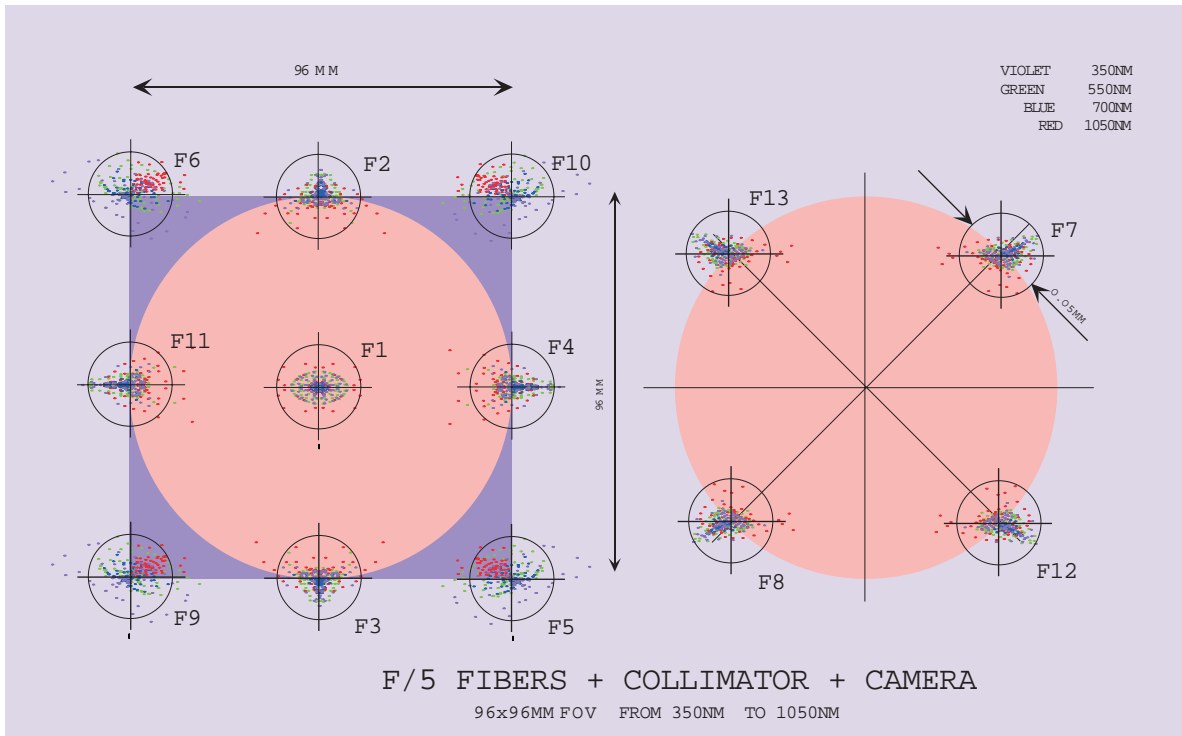 96 MM
VIOLET 350NM
GREEN 550NM
BLUE 700NM
RED 1050NM
F6
F2
F10
F13
F7
F11
F1
F4
0.05MM
96 MM
F9
F3
F5
F8
F12
F/5 FIBERS + COLLIMATOR + CAMERA
96x96MM FOV FROM 350NM TO 1050NM